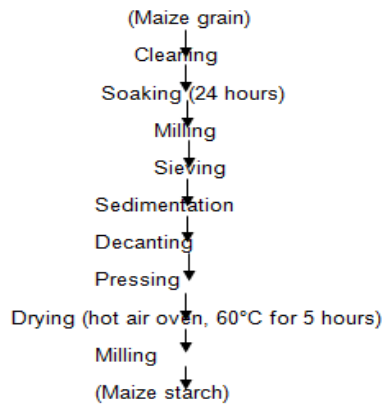 (Maize grain)
Cleaning
Soaking (24 hours)
Milling
Sieving
Sedimentation
Decanting
Pressing
Drying (hot air oven, 60°C for 5 hours)
Milling
(Maize starch)